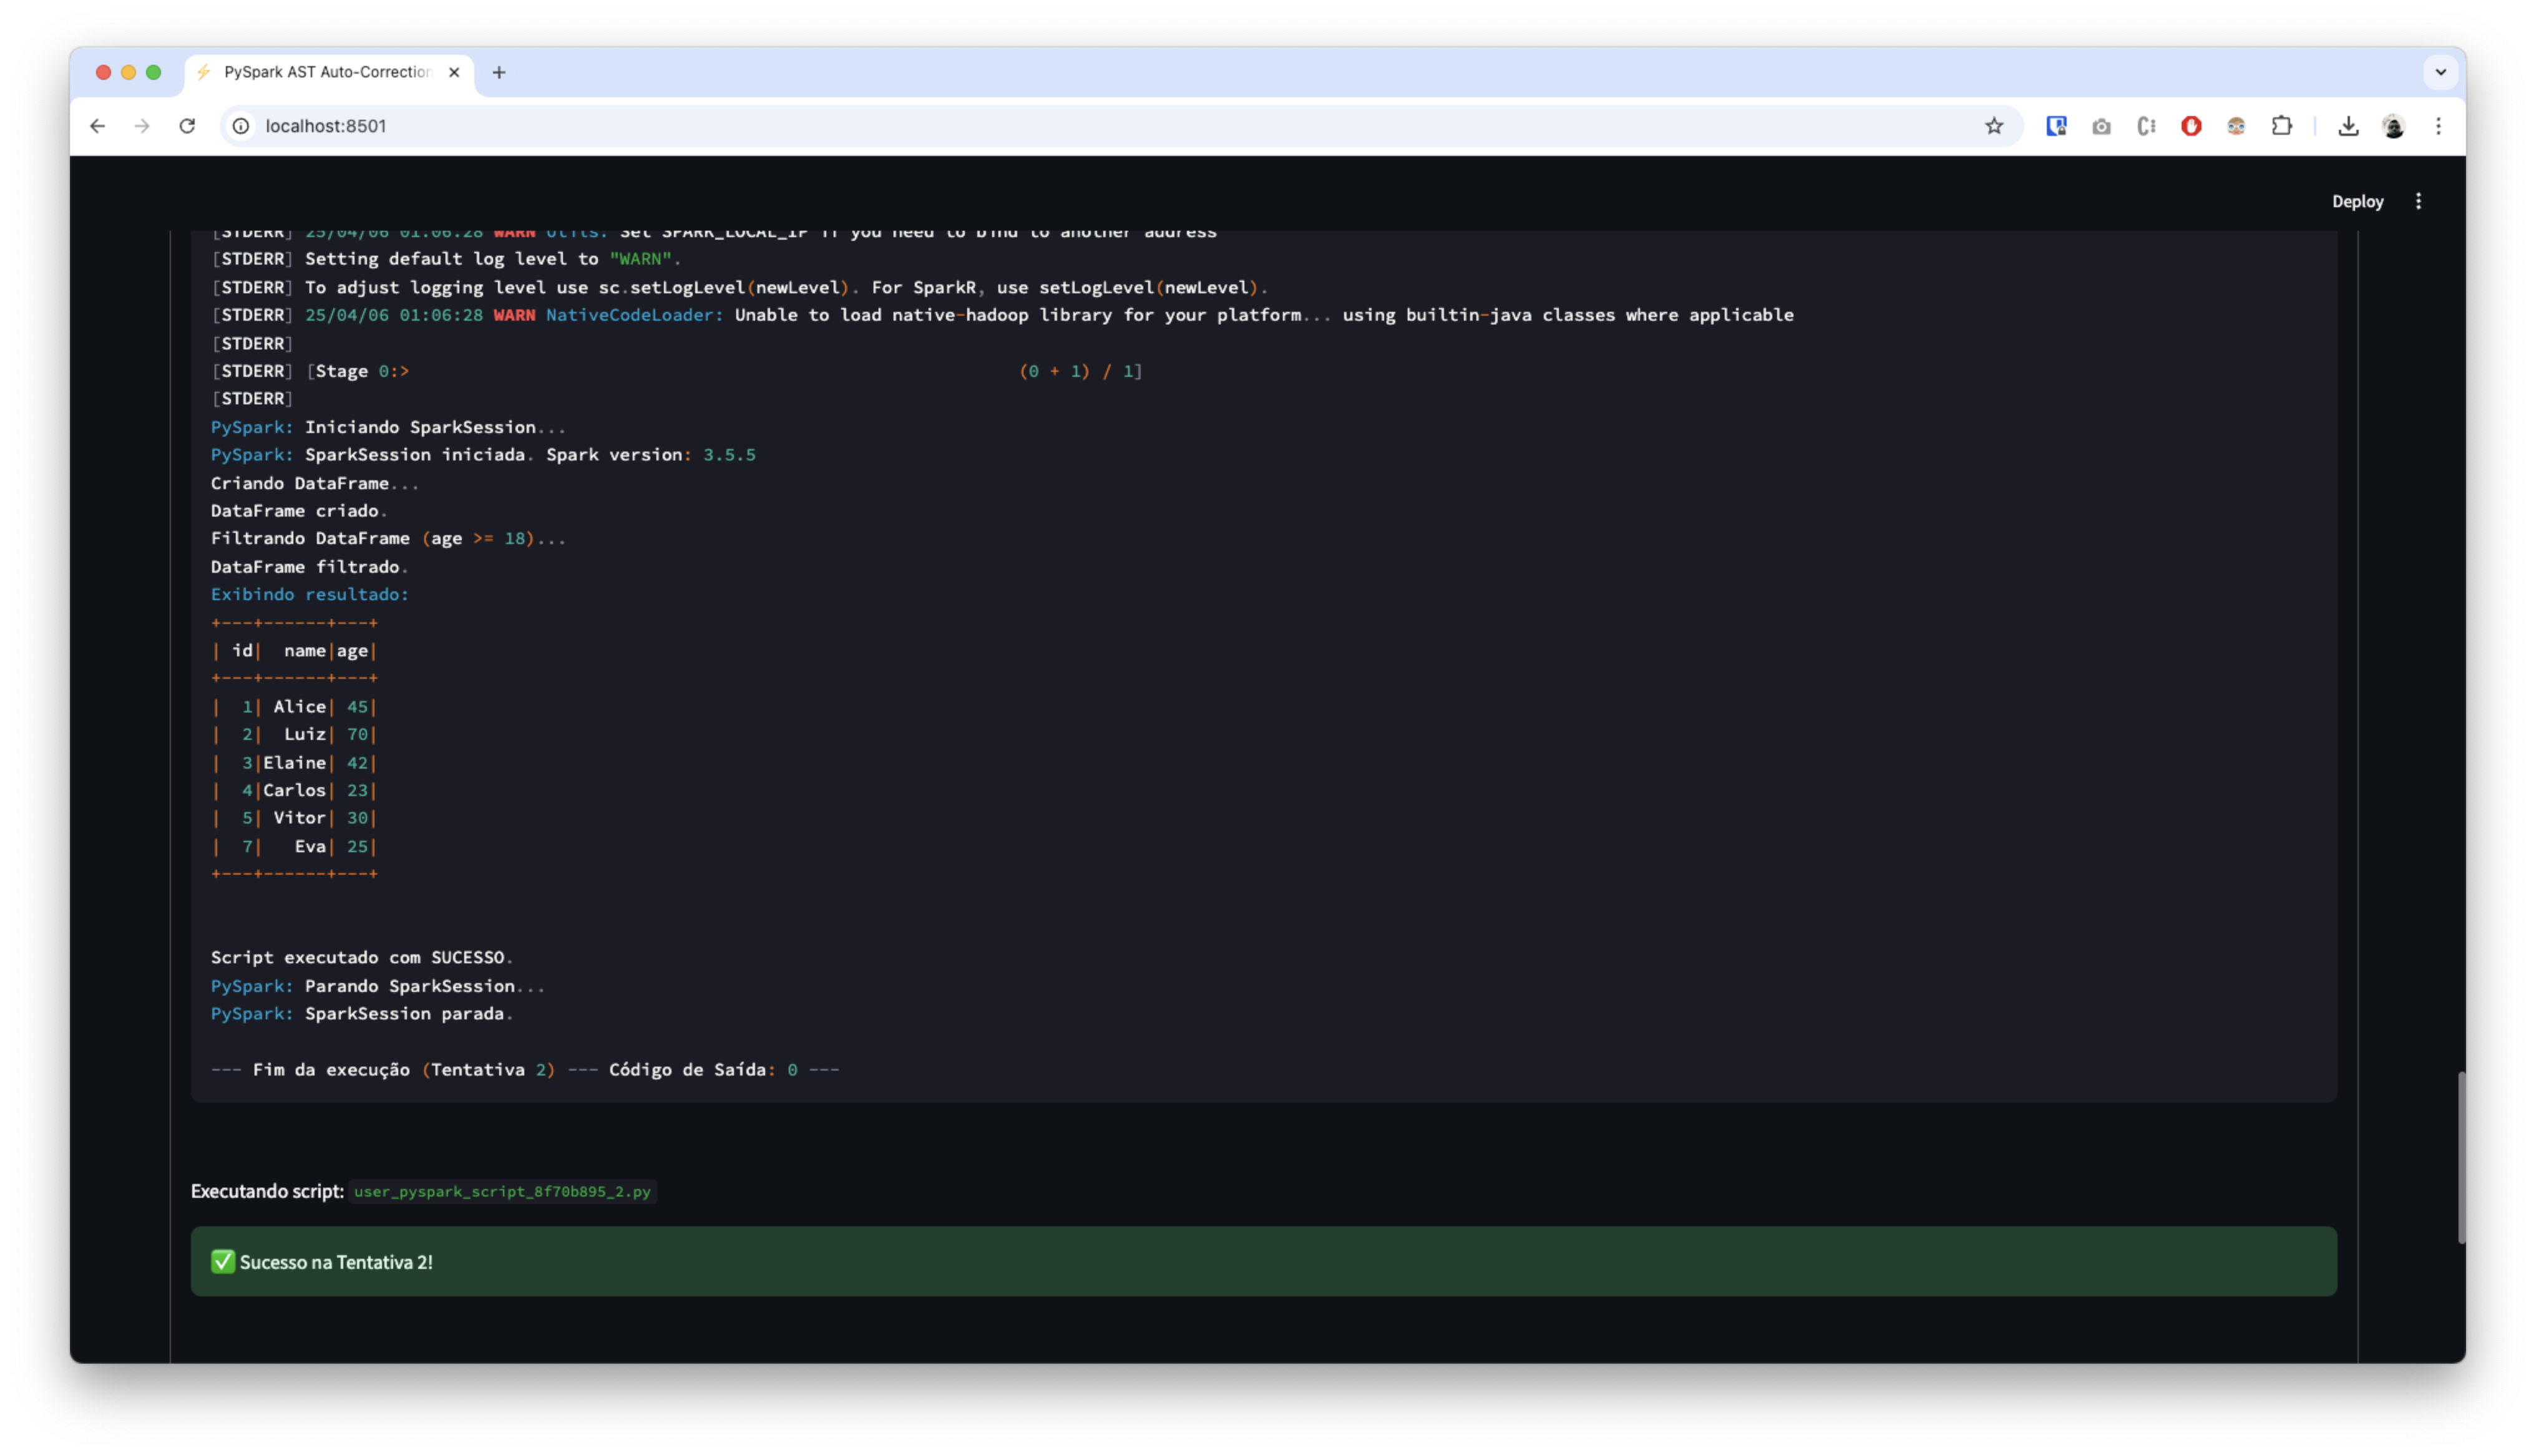 PySpark AST Auto-Correction
localhost:8501
Deploy
[STDERR] 25/04/06 01:06:28 WARN Utils: Set SPARK_LOCAL_IP if you need to bind to another address
[STDERR] Setting default log level to "WARN".
[STDERR] To adjust logging level use sc.setLogLevel(newLevel). For SparkR, use setLogLevel(newLevel).
[STDERR] 25/04/06 01:06:28 WARN NativeCodeLoader: Unable to load native-hadoop library for your platform... using builtin-java classes where applicable
[STDERR]
[STDERR] [Stage 0:>                                                          (0 + 1) / 1]
[STDERR]
PySpark: Iniciando SparkSession...
PySpark: SparkSession iniciada. Spark version: 3.5.5
Criando DataFrame...
DataFrame criado.
Filtrando DataFrame (age >= 18)...
DataFrame filtrado.
Exibindo resultado:
+---+------+---+
| id|  name|age|
+---+------+---+
|  1| Alice| 45|
|  2|  Luiz| 70|
|  3|Elaine| 42|
|  4|Carlos| 23|
|  5| Vitor| 30|
|  7|   Eva| 25|
+---+------+---+
Script executado com SUCESSO.
PySpark: Parando SparkSession...
PySpark: SparkSession parada.
--- Fim da execução (Tentativa 2) --- Código de Saída: 0 ---
Executando script: user_pyspark_script_8f70b895_2.py
✅ Sucesso na Tentativa 2!